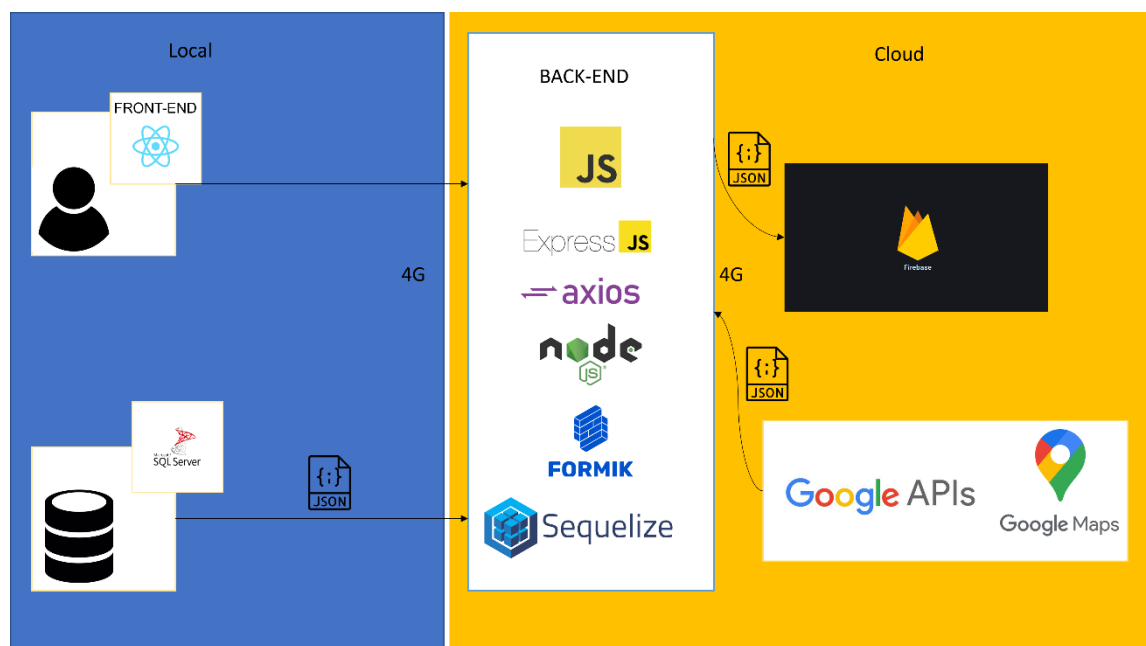 Local
Cloud
BACK-END
FRONT-END
JS
{;}
JSON
Express JS
Firebase
4G
4G
axios
node
JS
{;}
JSON
Microsoft
SQL Server
FORMIK
{;}
JSON
Google APIs
Google Maps
Sequelize